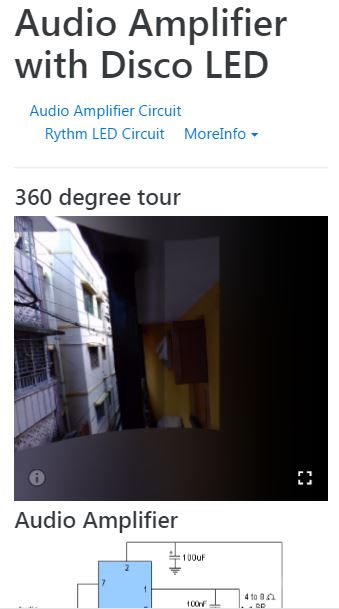 Audio Amplifier
with Disco LED
Audio Amplifier Circuit
Rythm LED Circuit MoreInfo
360 degree tour
Audio Amplifier
2
100uF
7
1
100nF
4 to 8 Ω